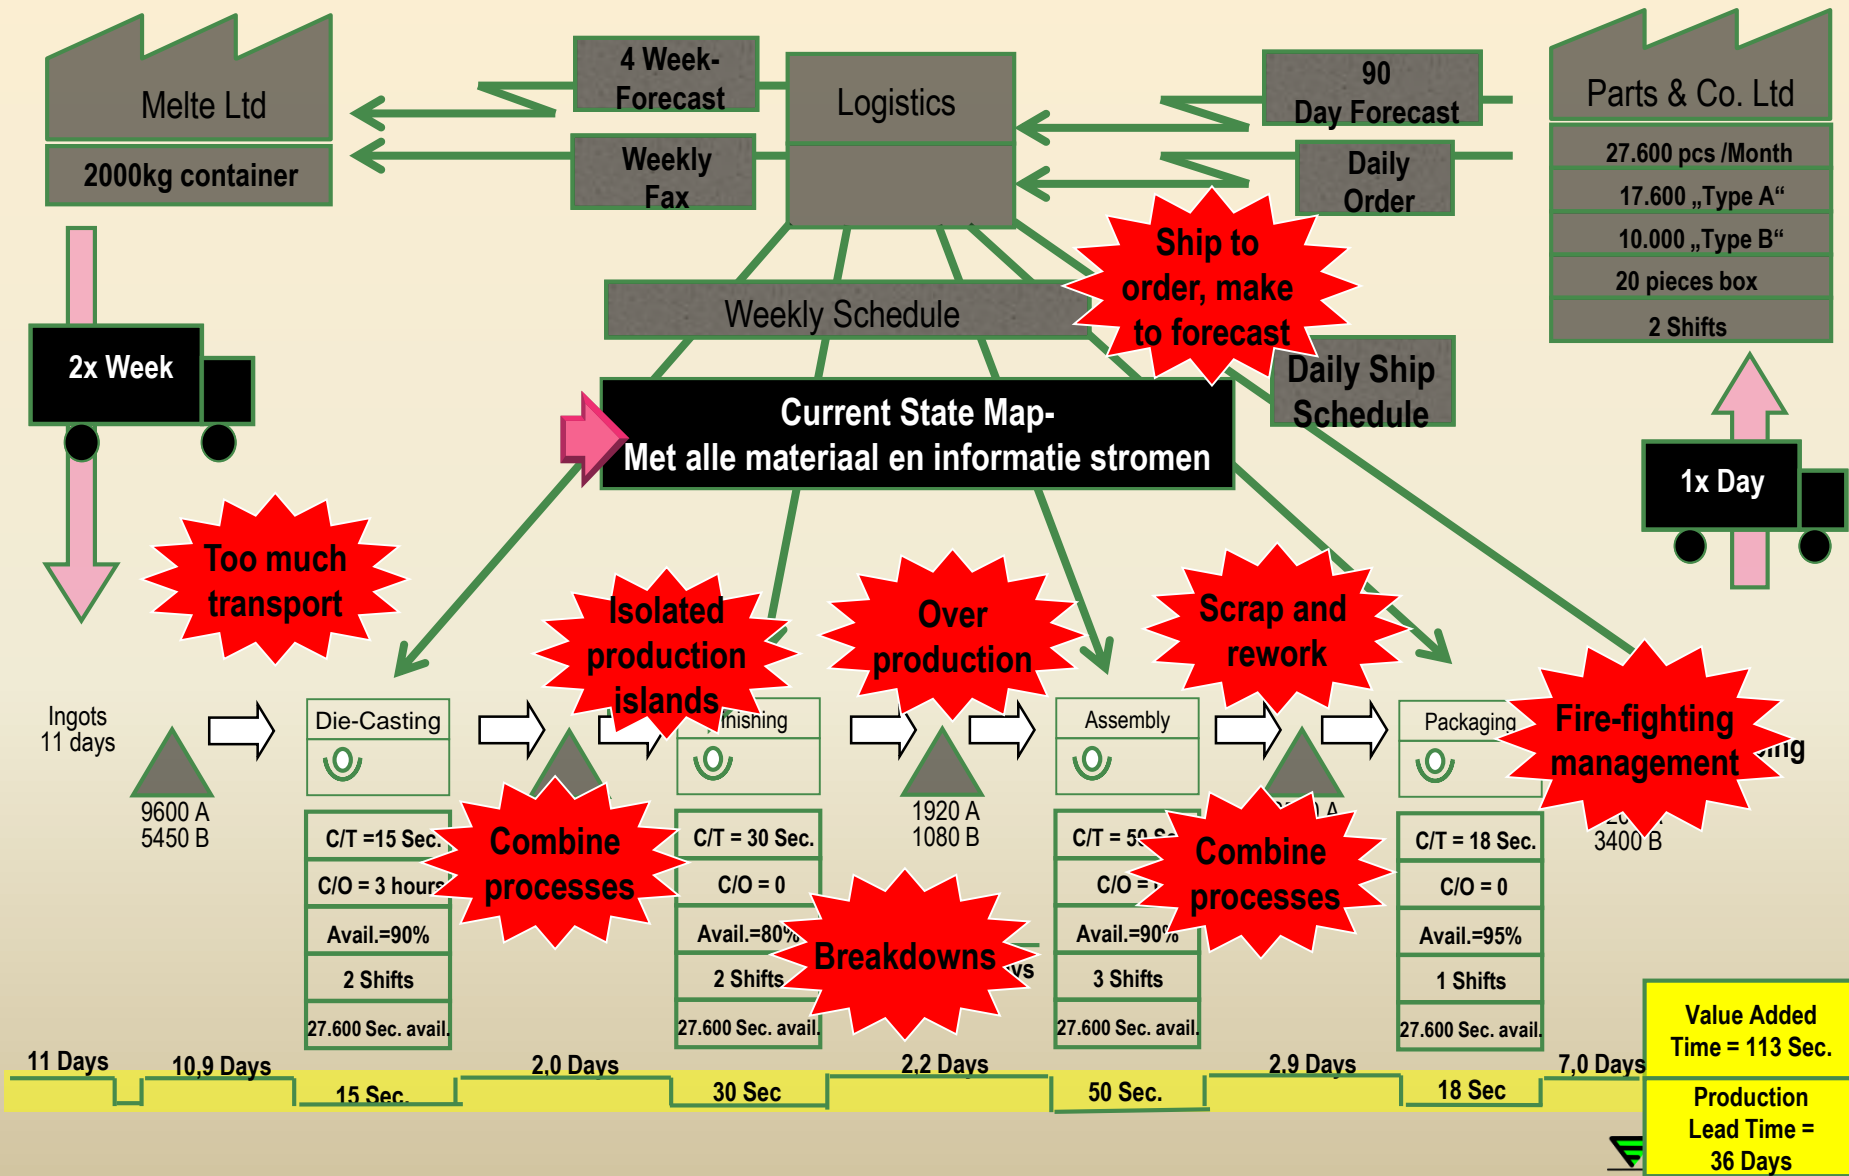 4 Week-
Forecast
Logistics
90
Day Forecast
Melte Ltd
Parts & Co. Ltd
2000kg container
Weekly
Fax
Daily
Order
27.600 pcs /Month
17.600 „Type A“
10.000 „Type B“
20 pieces box
2 Shifts
Ship to
order, make
to forecast
Weekly Schedule
2x Week
Daily Ship
Schedule
Current State Map-
Met alle materiaal en informatie stromen
1x Day
Too much
transport
Isolated
production
islands
Over
production
Scrap and
rework
Fire-fighting
management
Ingots
11 days
Die-Casting
Assembly
Packaging
9600 A
5450 B
1920 A
1080 B
3400 B
Combine
processes
Combine
processes
Breakdowns
C/T =15 Sec.
C/O = 3 hours
Avail.=90%
2 Shifts
27.600 Sec. avail.
C/T = 30 Sec.
C/O = 0
Avail.=80%
2 Shifts
27.600 Sec. avail.
C/T = 50
C/O =
Avail.=90%
3 Shifts
27.600 Sec. avail.
C/T = 18 Sec.
C/O = 0
Avail.=95%
1 Shifts
27.600 Sec. avail.
11 Days
10,9 Days
2,0 Days
2,2 Days
2,9 Days
7,0 Days
15 Sec.
30 Sec
50 Sec.
18 Sec
Value Added
Time = 113 Sec.
Production
Lead Time =
36 Days